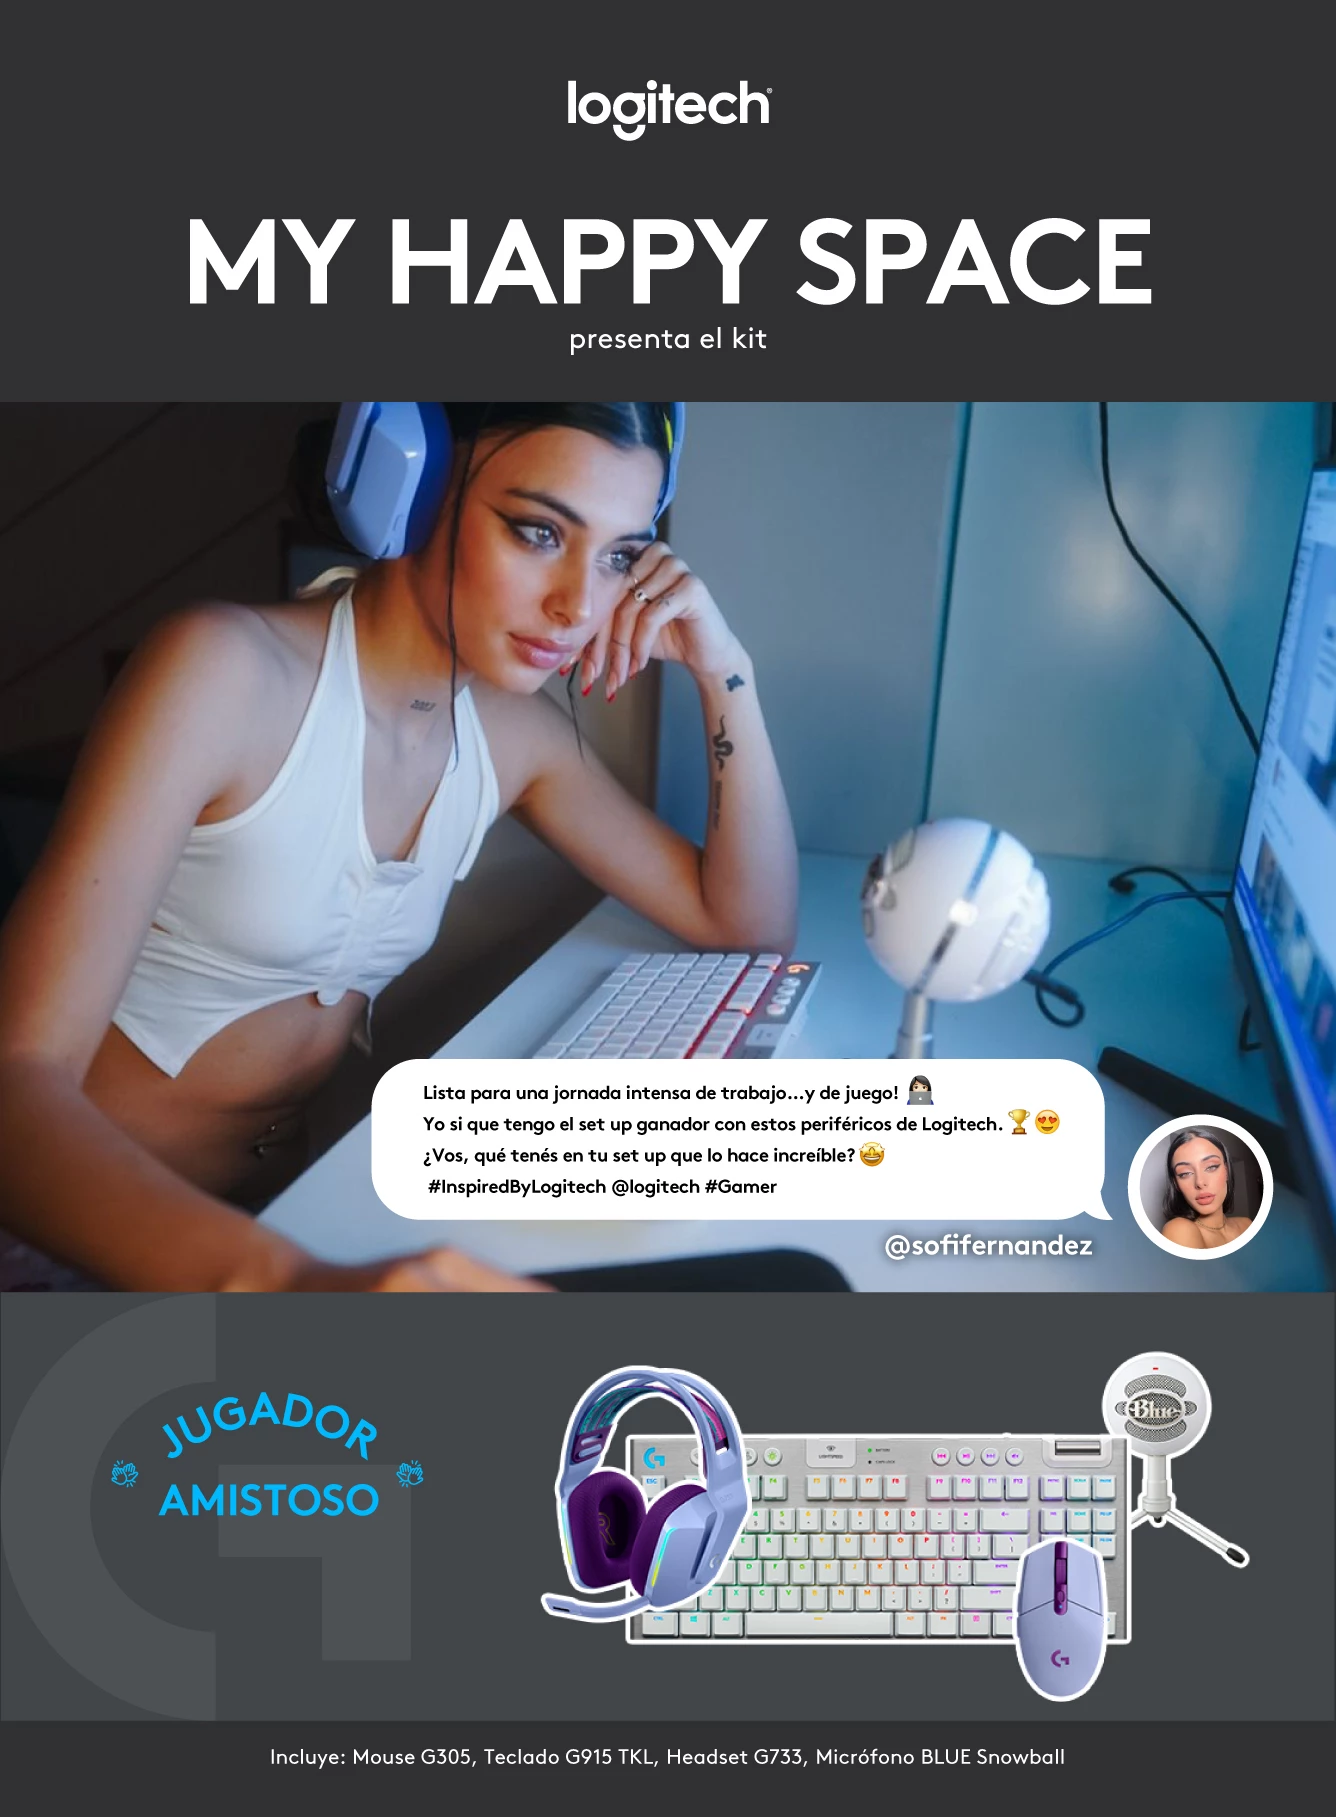 logitech®
MY HAPPY SPACE
presenta el kit
Lista para una jornada intensa de trabajo...y de juego! 👩🏻‍💻
Yo si que tengo el set up ganador con estos periféricos de Logitech. 🏆😍
¿Vos, qué tenés en tu set up que lo hace increíble?🤩
#InspiredByLogitech @logitech #Gamer
@sofifernandez
JUGADOR
AMISTOSO
Blue
Incluye: Mouse G305, Teclado G915 TKL, Headset G733, Micrófono BLUE Snowball